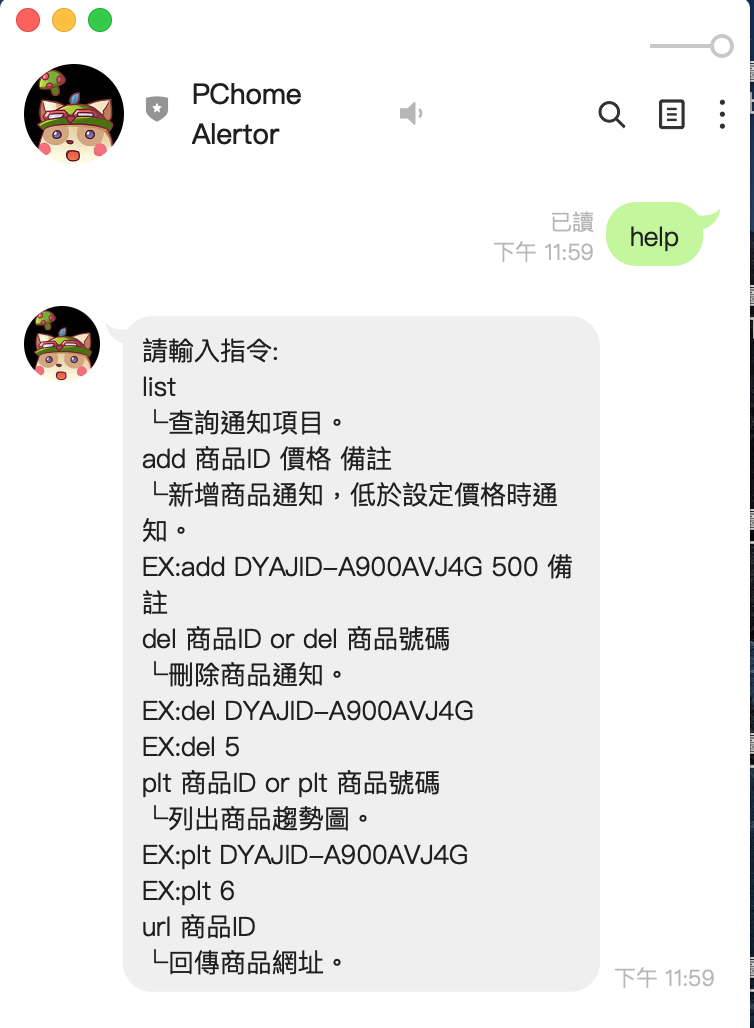 PChome
Alertor
已讀
下午 11:59
help
請輸入指令:
list
└查詢通知項目。
add 商品ID 價格 備註
└新增商品通知，低於設定價格時通
知。
EX:add DYAJID-A900AVJ4G 500 備
註
del 商品ID or del 商品號碼
└刪除商品通知。
EX:del DYAJID-A900AVJ4G
EX:del 5
plt 商品ID or plt 商品號碼
└列出商品趨勢圖。
EX:plt DYAJID-A900AVJ4G
EX:plt 6
url 商品ID
└回傳商品網址。
下午 11:59